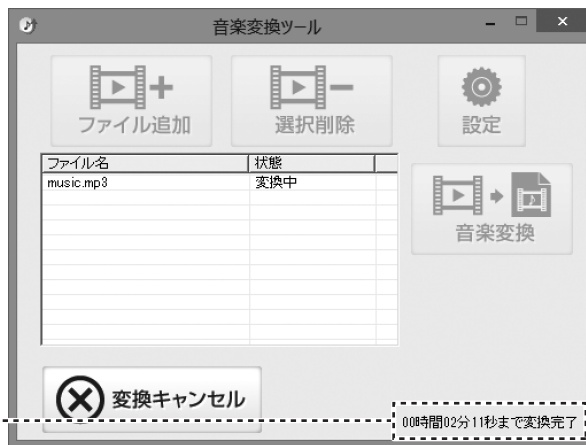 音楽変換ツール
ファイル追加
選択削除
設定
ファイル名 状態
music.mp3 変換中
音楽変換
変換キャンセル
00時間02分11秒まで変換完了